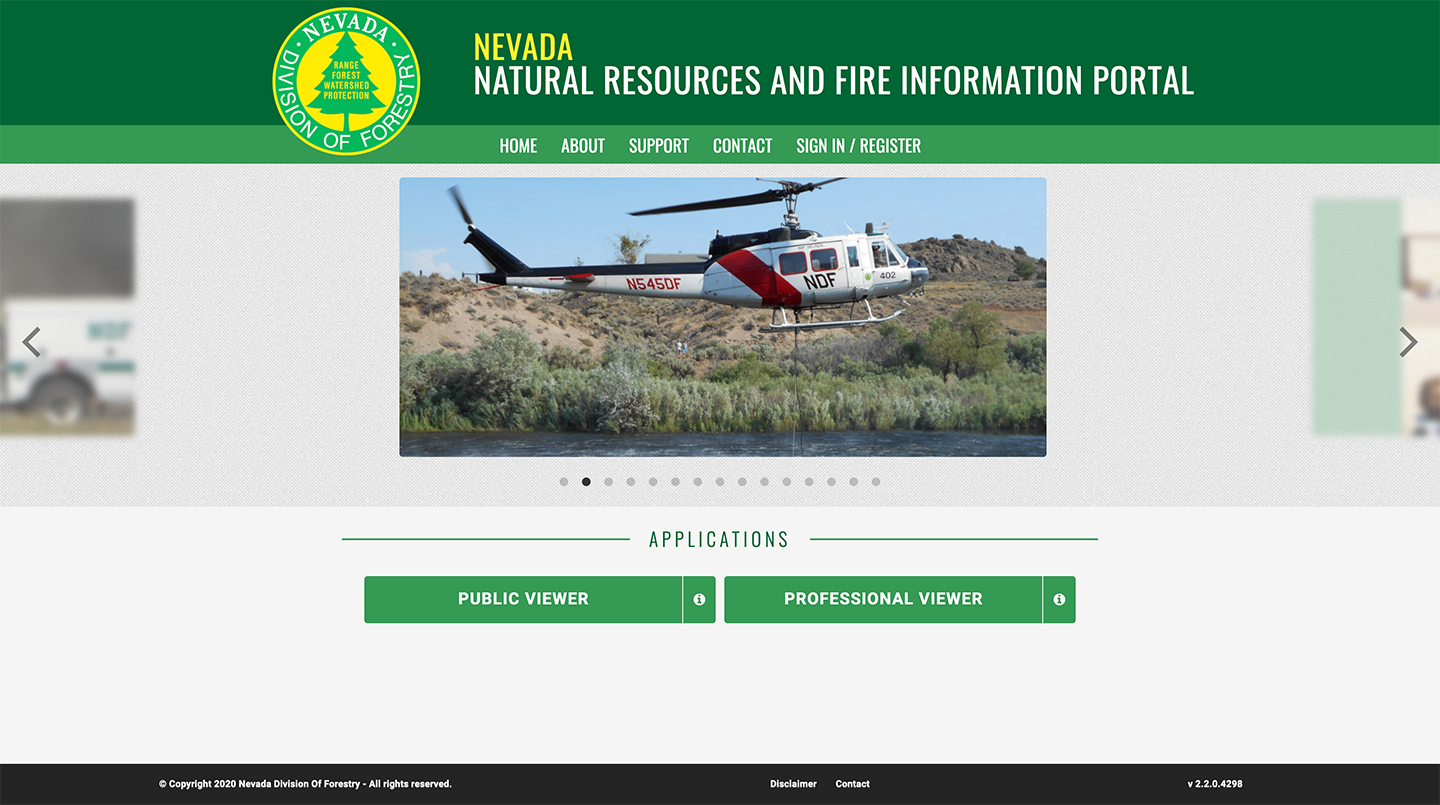 NEVADA
DIVISION OF FORESTRY
RANGE
FOREST
WATERSHED
PROTECTION
NEVADA
NATURAL RESOURCES AND FIRE INFORMATION PORTAL
HOME ABOUT SUPPORT CONTACT SIGN IN / REGISTER
N545DF
NDF
402
NDF
APPLICATIONS
PUBLIC VIEWER
PROFESSIONAL VIEWER
© Copyright 2020 Nevada Division Of Forestry - All rights reserved. Disclaimer Contact v 2.2.0.4298